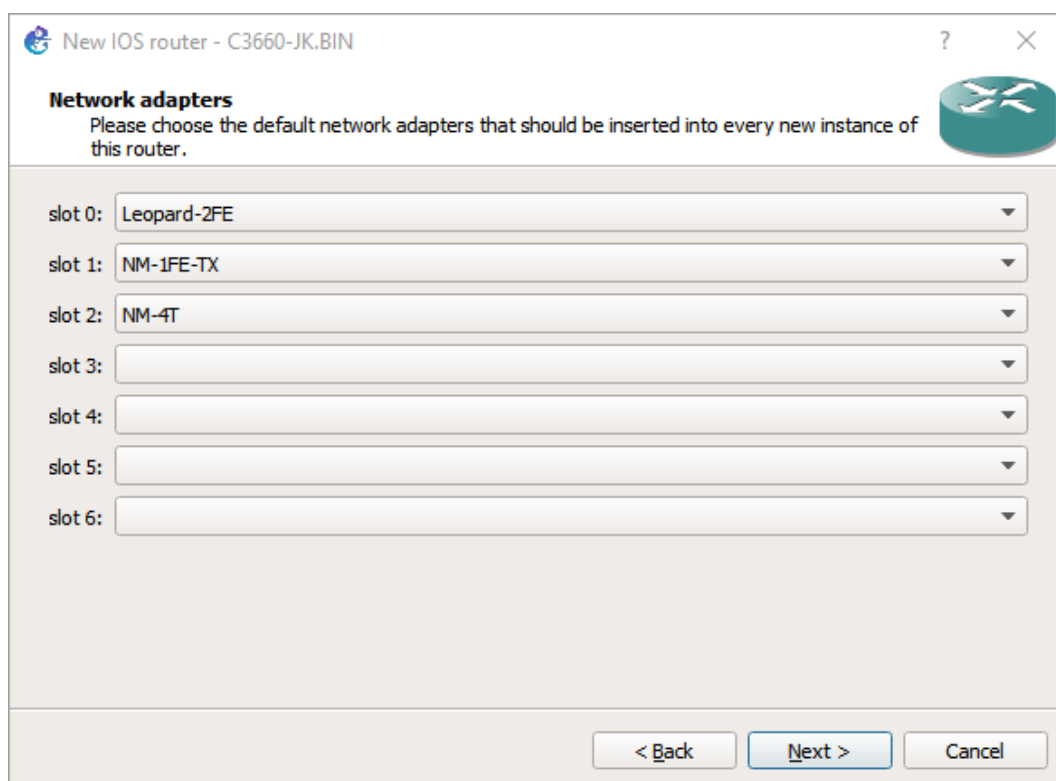 New IOS router - C3660-JK.BIN
?
Network adapters
Please choose the default network adapters that should be inserted into every new instance of
this router.
slot 0: Leopard-2FE
slot 1: NM-1FE-TX
slot 2: NM-4T
slot 3:
slot 4:
slot 5:
slot 6:
< Back Next > Cancel